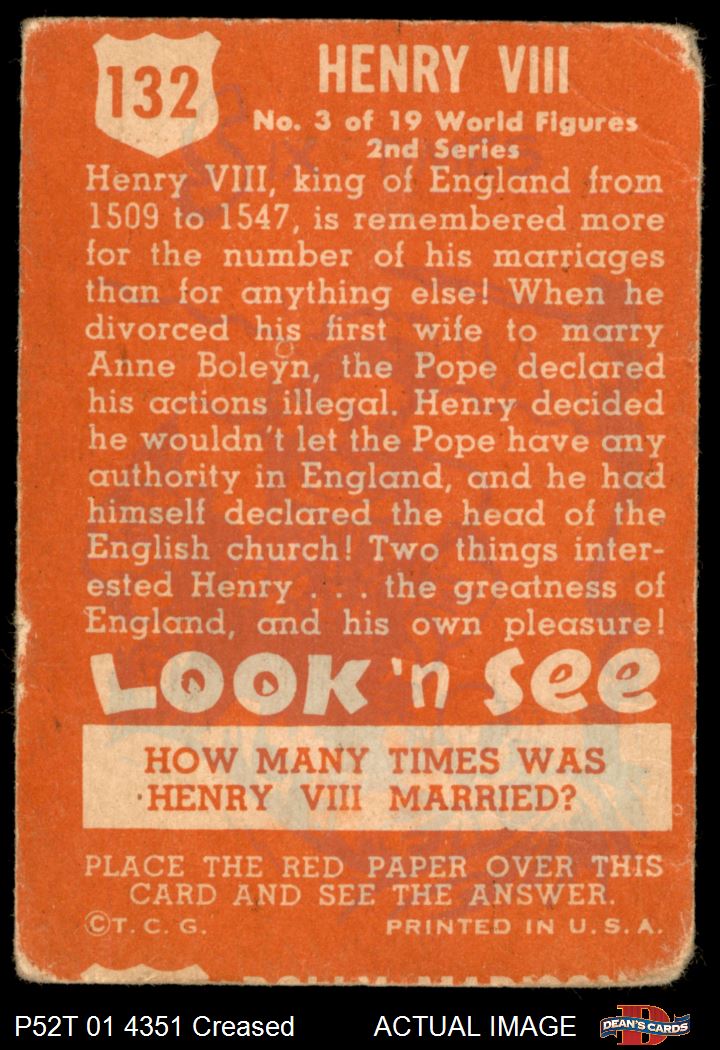 132
HENRY VIII
No. 3 of 19 World Figures
2nd Series
Henry VIII, king of England from
1509 to 1547, is remembered more
for the number of his marriages
than for anything else! When he
divorced his first wife to marry
Anne Boleyn, the Pope declared
his actions illegal. Henry decided
he wouldn't let the Pope have any
authority in England, and he had
himself declared the head of the
English church! Two things inter-
ested Henry . . . the greatness of
England, and his own pleasure!
LOOK 'n SEE
HOW MANY TIMES WAS
HENRY VIII MARRIED?
PLACE THE RED PAPER OVER THIS
CARD AND SEE THE ANSWER.
©T. C. G. PRINTED IN U. S. A.
P52T 01 4351 Creased ACTUAL IMAGE
D
DEAN'S CARDS